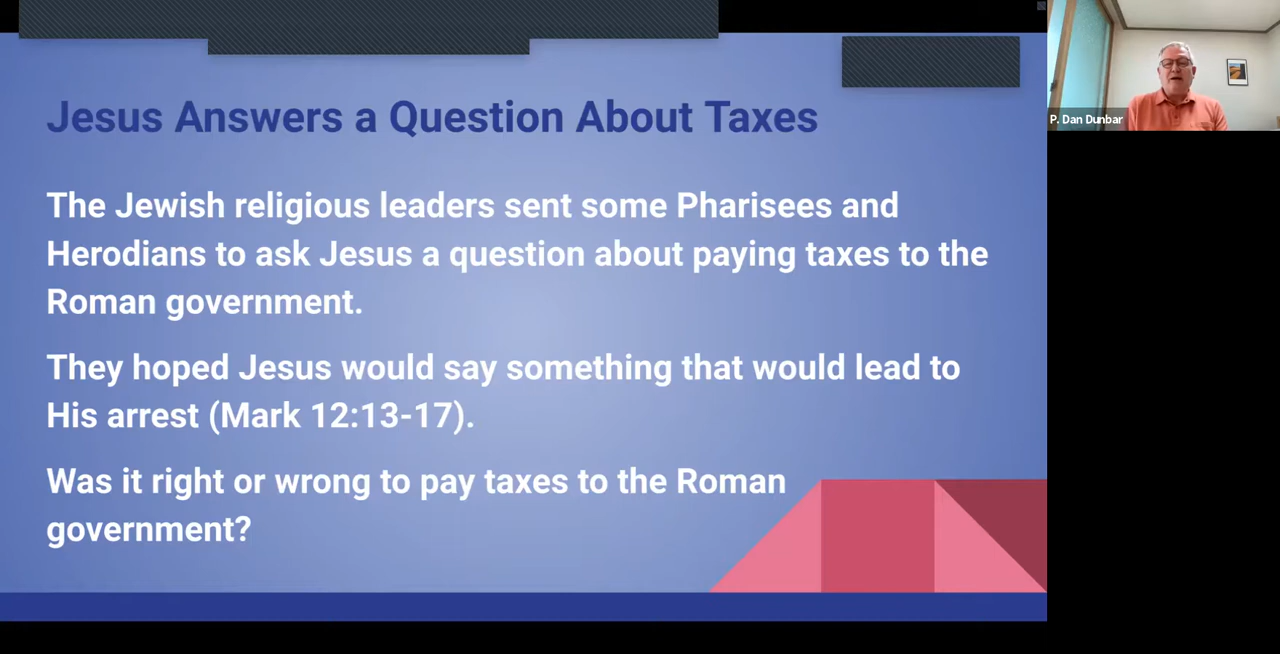 Jesus Answers a Question About Taxes
P. Dan Dunbar
The Jewish religious leaders sent some Pharisees and
Herodians to ask Jesus a question about paying taxes to the
Roman government.
They hoped Jesus would say something that would lead to
His arrest (Mark 12:13-17).
Was it right or wrong to pay taxes to the Roman
government?